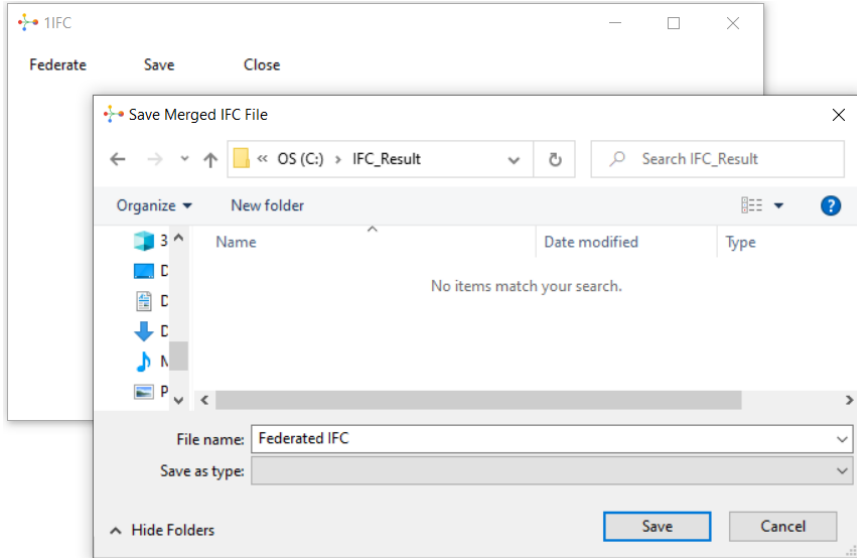 1IFC
Federate Save Close
Save Merged IFC File
« OS (C:) › IFC_Result Search IFC_Result
Organize New folder ?
3 Name Date modified Type
D
No items match your search.
D
D
N
P
File name: Federated IFC
Save as type:
Hide Folders Save Cancel